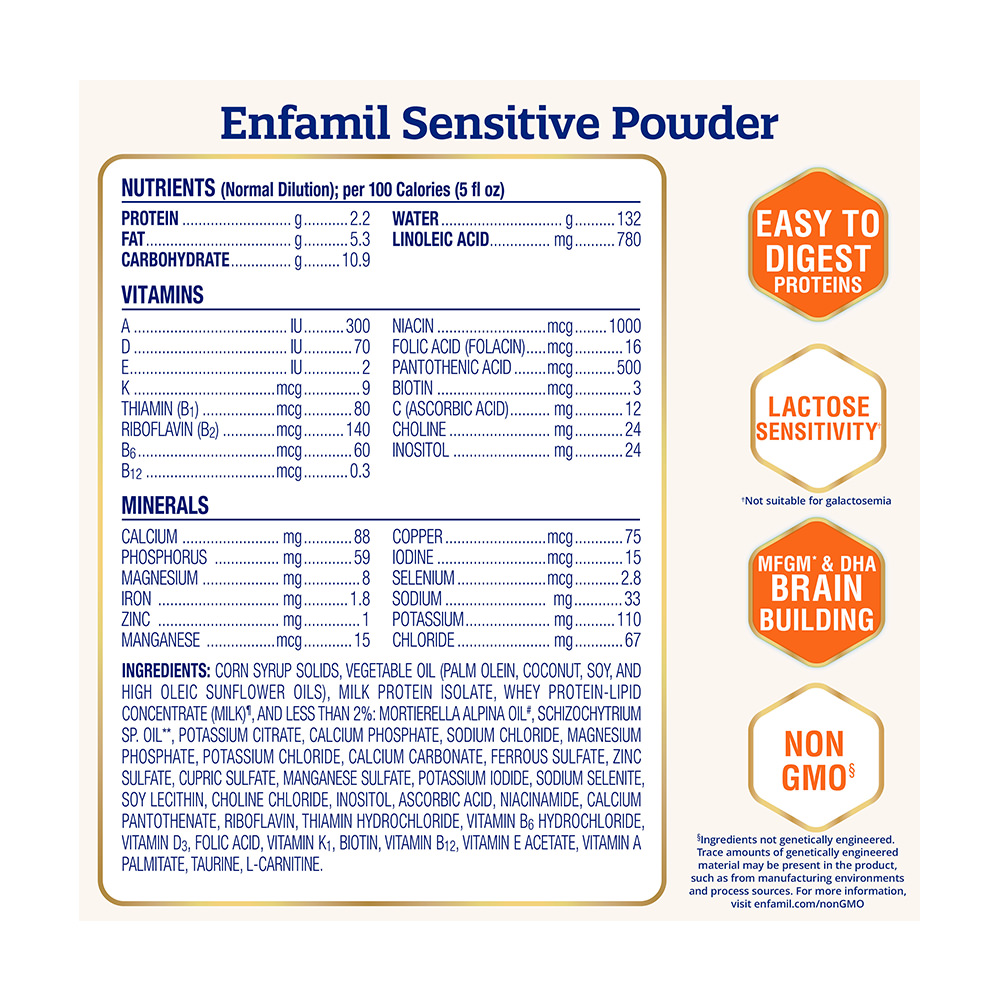 Enfamil Sensitive Powder
NUTRIENTS (Normal Dilution); per 100 Calories (5 fl oz)
PROTEIN ........................... g..........2.2
FAT.................................... g..........5.3
CARBOHYDRATE............... g.........10.9
WATER............................... g..........132
LINOLEIC ACID............... mg..........780
VITAMINS
A ...................................... IU..........300
D ...................................... IU............70
E....................................... IU..............2
K ...................................mcg..............9
THIAMIN (B1) ..................mcg............80
RIBOFLAVIN (B2) .............mcg..........140
B6..................................mcg............60
B12 ................................mcg...........0.3
NIACIN ...........................mcg........1000
FOLIC ACID (FOLACIN).....mcg............16
PANTOTHENIC ACID ........mcg..........500
BIOTIN ............................mcg..............3
C (ASCORBIC ACID).......... mg............12
CHOLINE .......................... mg............24
INOSITOL ......................... mg............24
MINERALS
CALCIUM ........................ mg............88
PHOSPHORUS ................ mg............59
MAGNESIUM ................... mg..............8
IRON .............................. mg...........1.8
ZINC ............................... mg..............1
MANGANESE .................mcg............15
COPPER..........................mcg............75
IODINE ............................mcg............15
SELENIUM.......................mcg...........2.8
SODIUM ........................... mg............33
POTASSIUM...................... mg..........110
CHLORIDE ........................ mg............67
INGREDIENTS: CORN SYRUP SOLIDS, VEGETABLE OIL (PALM OLEIN, COCONUT, SOY, AND
HIGH OLEIC SUNFLOWER OILS), MILK PROTEIN ISOLATE, WHEY PROTEIN-LIPID
CONCENTRATE (MILK)¶, AND LESS THAN 2%: MORTIERELLA ALPINA OIL#, SCHIZOCHYTRIUM
SP. OIL**, POTASSIUM CITRATE, CALCIUM PHOSPHATE, SODIUM CHLORIDE, MAGNESIUM
PHOSPHATE, POTASSIUM CHLORIDE, CALCIUM CARBONATE, FERROUS SULFATE, ZINC
SULFATE, CUPRIC SULFATE, MANGANESE SULFATE, POTASSIUM IODIDE, SODIUM SELENITE,
SOY LECITHIN, CHOLINE CHLORIDE, INOSITOL, ASCORBIC ACID, NIACINAMIDE, CALCIUM
PANTOTHENATE, RIBOFLAVIN, THIAMIN HYDROCHLORIDE, VITAMIN B6 HYDROCHLORIDE,
VITAMIN D3, FOLIC ACID, VITAMIN K1, BIOTIN, VITAMIN B12, VITAMIN E ACETATE, VITAMIN A
PALMITATE, TAURINE, L-CARNITINE.
EASY TO
DIGEST
PROTEINS
LACTOSE
SENSITIVITY†
†Not suitable for galactosemia
MFGM* & DHA
BRAIN
BUILDING
NON
GMO§
§Ingredients not genetically engineered.
Trace amounts of genetically engineered
material may be present in the product,
such as from manufacturing environments
and process sources. For more information,
visit enfamil.com/nonGMO